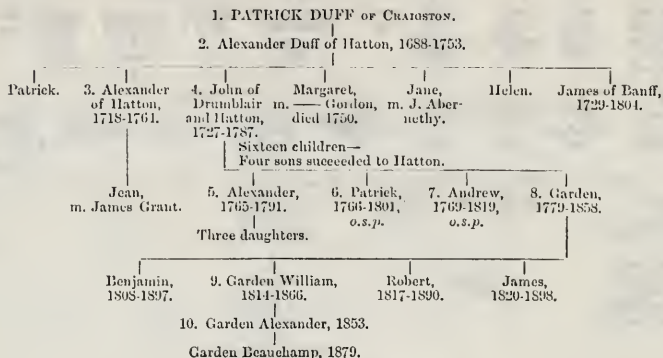 1. PATRICK DUFF OF CRAIGSTON.
2. Alexander Duff of Hatton, 1688-1753.
Patrick. 3. Alexander 4. John of Margaret, Jane, Helen. James of Banff,
of Hatton, Drumblair m. —— Gordon, m. J. Aber- 1729-1804.
1718-1764. and Hatton, died 1750. nethy.
1727-1787.
Sixteen children—
Four sons succeeded to Hatton.
Jean, 5. Alexander, 6. Patrick, 7. Andrew, 8. Garden,
m. James Grant. 1765-1791. 1766-1801, 1769-1819, 1779-1858.
o.s.p. o.s.p.
Three daughters.
Benjamin, 9. Garden William, Robert, James,
1808-1897. 1814-1866. 1817-1890. 1820-1898.
10. Garden Alexander, 1853.
Garden Beauchamp, 1879.